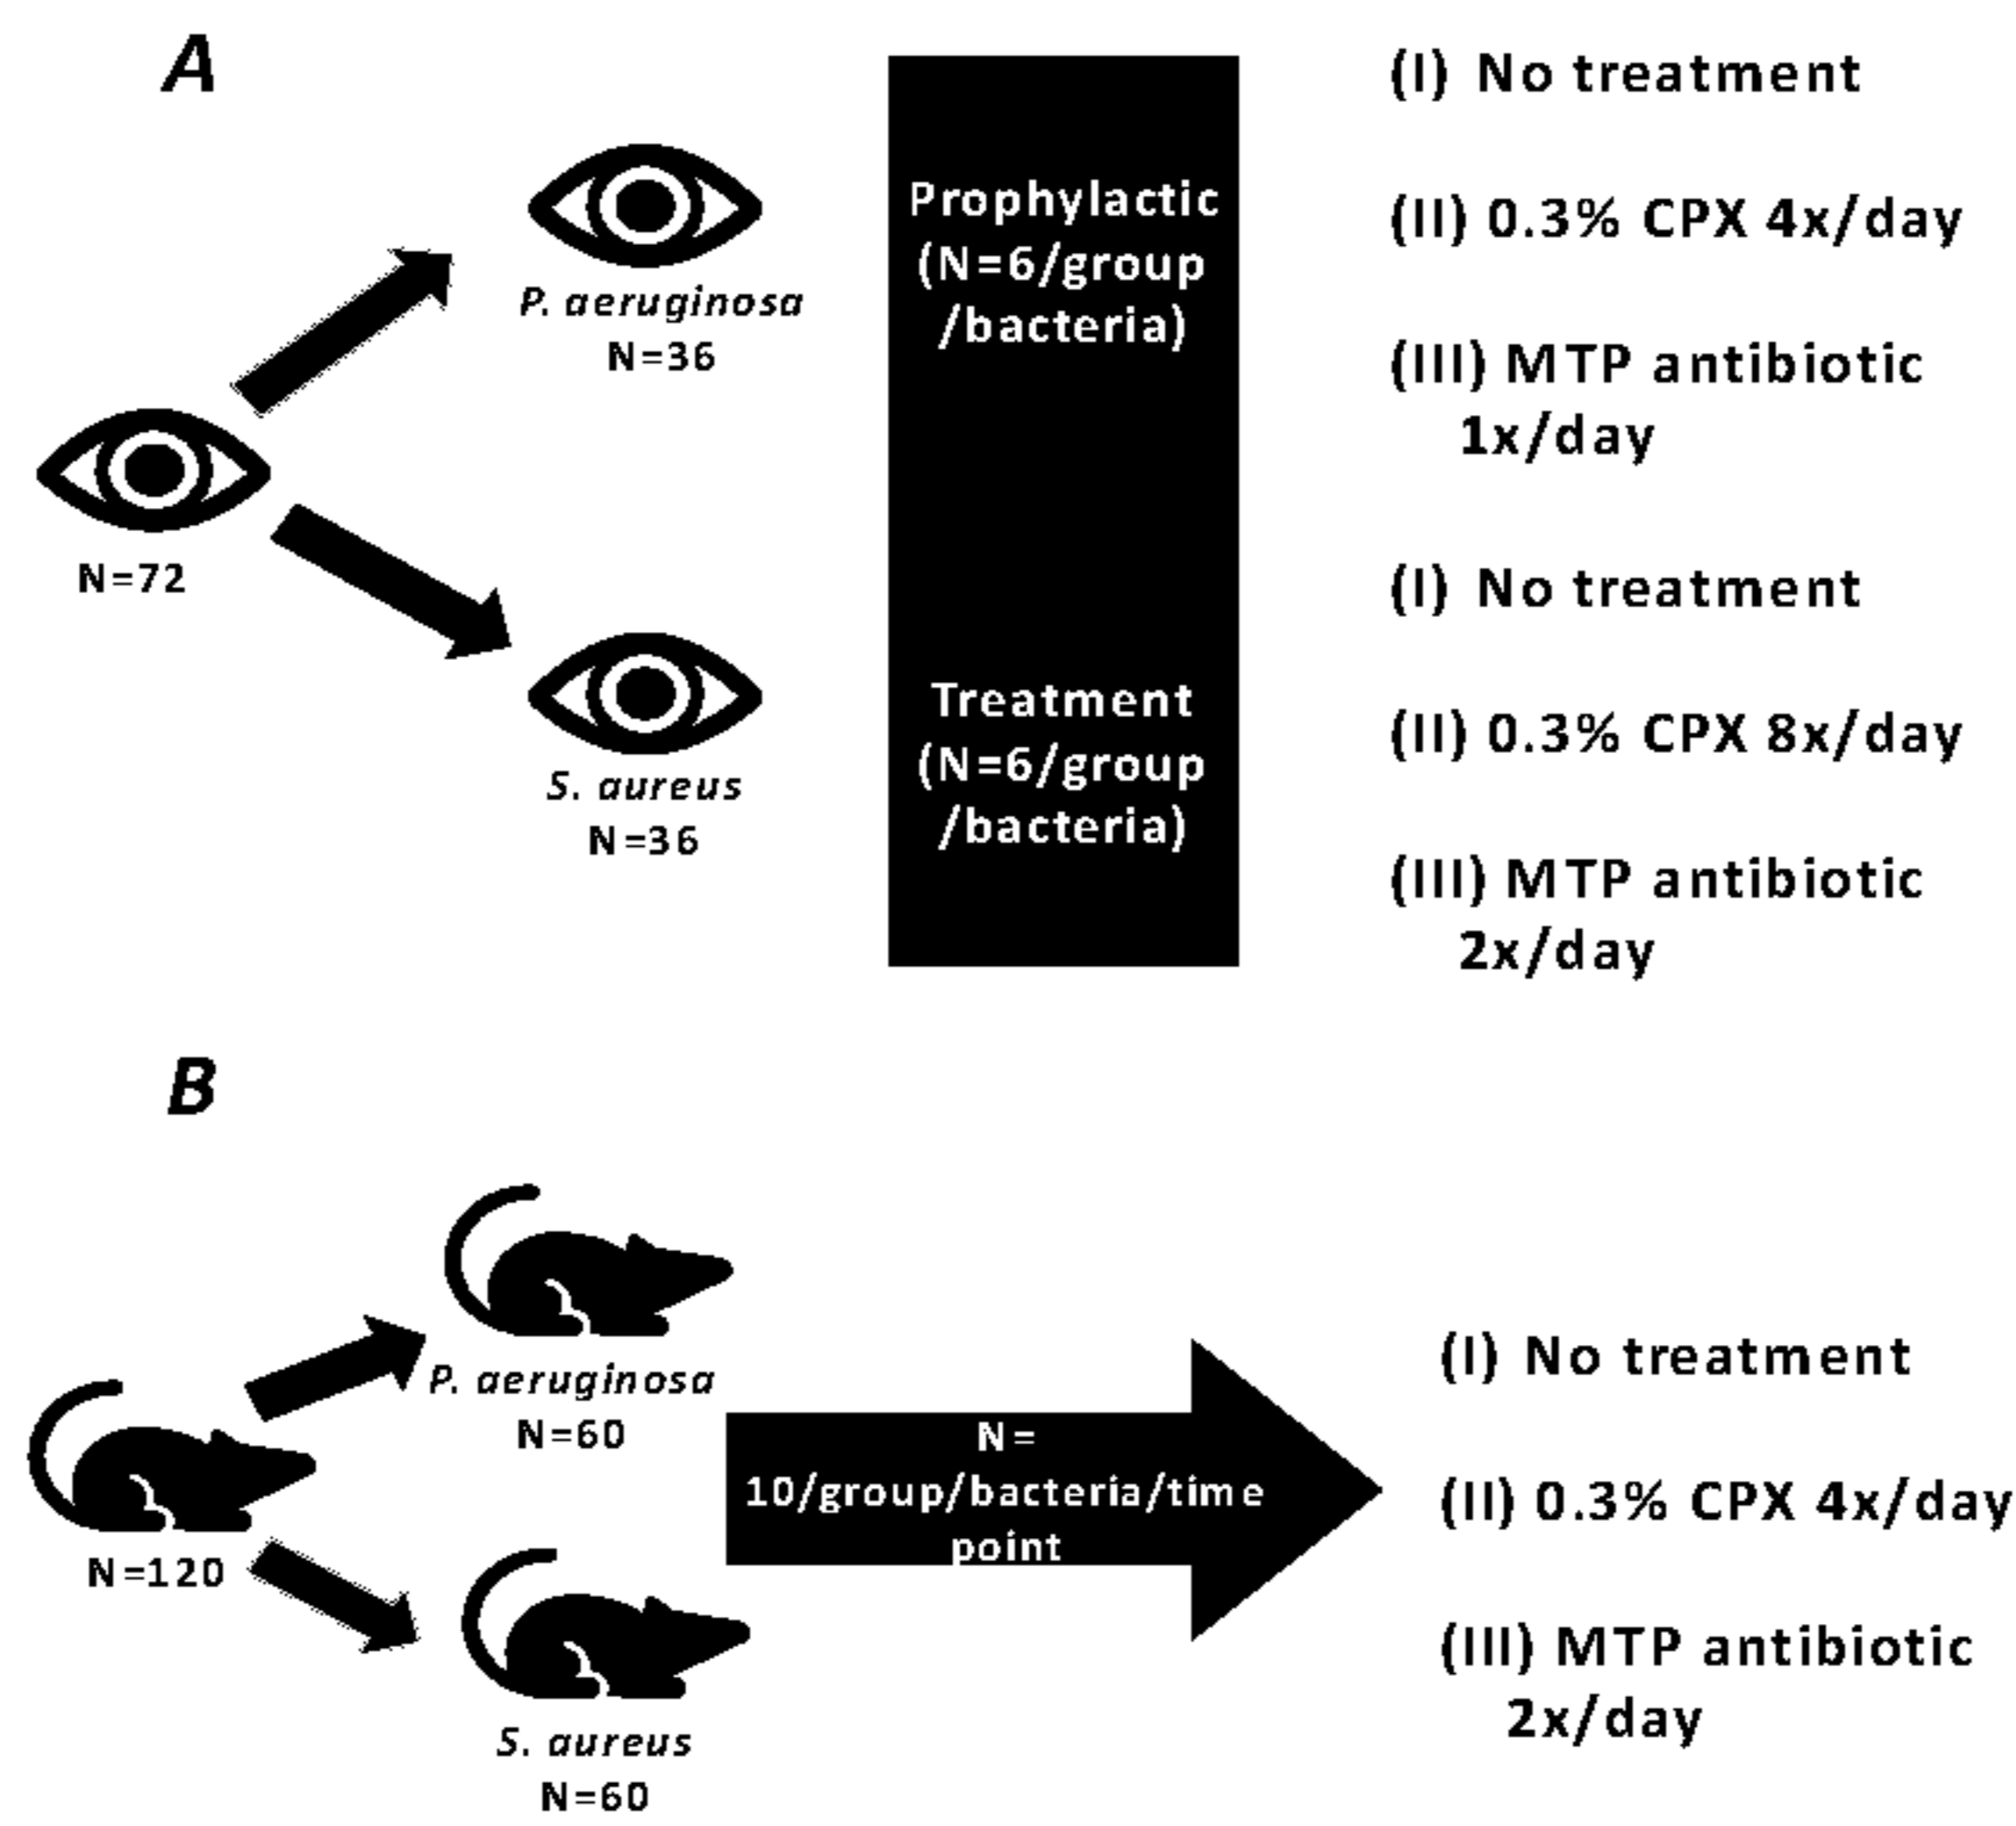 A
N=72
P. aeruginosa
N=36
S. aureus
N=36
Prophylactic
(N=6/group
/bacteria)
Treatment
(N=6/group
/bacteria)
(I) No treatment
(II) 0.3% CPX 4x/day
(III) MTP antibiotic
1x/day
(I) No treatment
(II) 0.3% CPX 8x/day
(III) MTP antibiotic
2x/day
B
N=120
P. aeruginosa
N=60
S. aureus
N=60
N=
10/group/bacteria/time
point
(I) No treatment
(II) 0.3% CPX 4x/day
(III) MTP antibiotic
2x/day